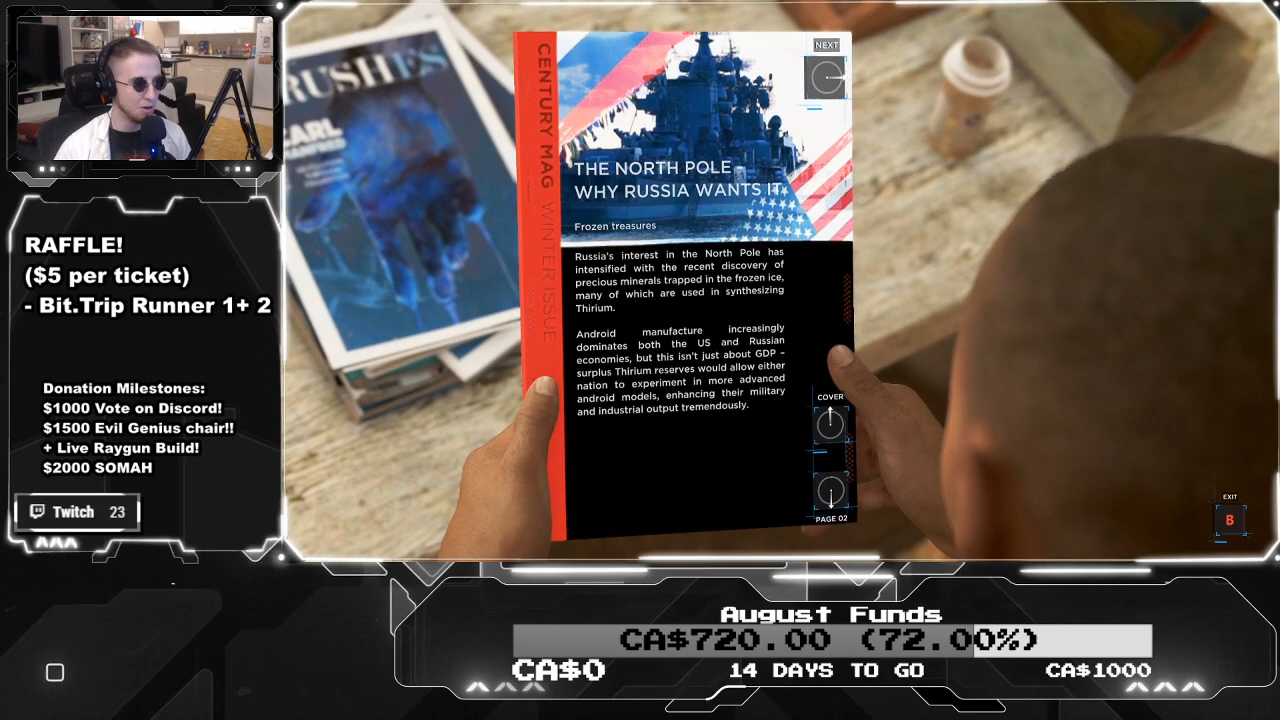 RAFFLE!
($5 per ticket)
- Bit.Trip Runner 1+ 2
Donation Milestones:
$1000 Vote on Discord!
$1500 Evil Genius chair!!
+ Live Raygun Build!
$2000 SOMAH
Twitch 23
RUSHES
CARL
CENTURY MAG WINTER ISSUE
NEXT
THE NORTH POLE -
WHY RUSSIA WANTS IT
Frozen treasures
Russia's interest in the North Pole has
intensified with the recent discovery of
precious minerals trapped in the frozen ice,
many of which are used in synthesizing
Thirium.
Android manufacture increasingly
dominates both the US and Russian
economies, but this isn't just about GDP –
surplus Thirium reserves would allow either
nation to experiment in more advanced
android models, enhancing their military
and industrial output tremendously.
COVER
PAGE 02
EXIT
B
August Funds
CA$720.00 (72.00%)
CA$0
14 DAYS TO GO
CA$1000